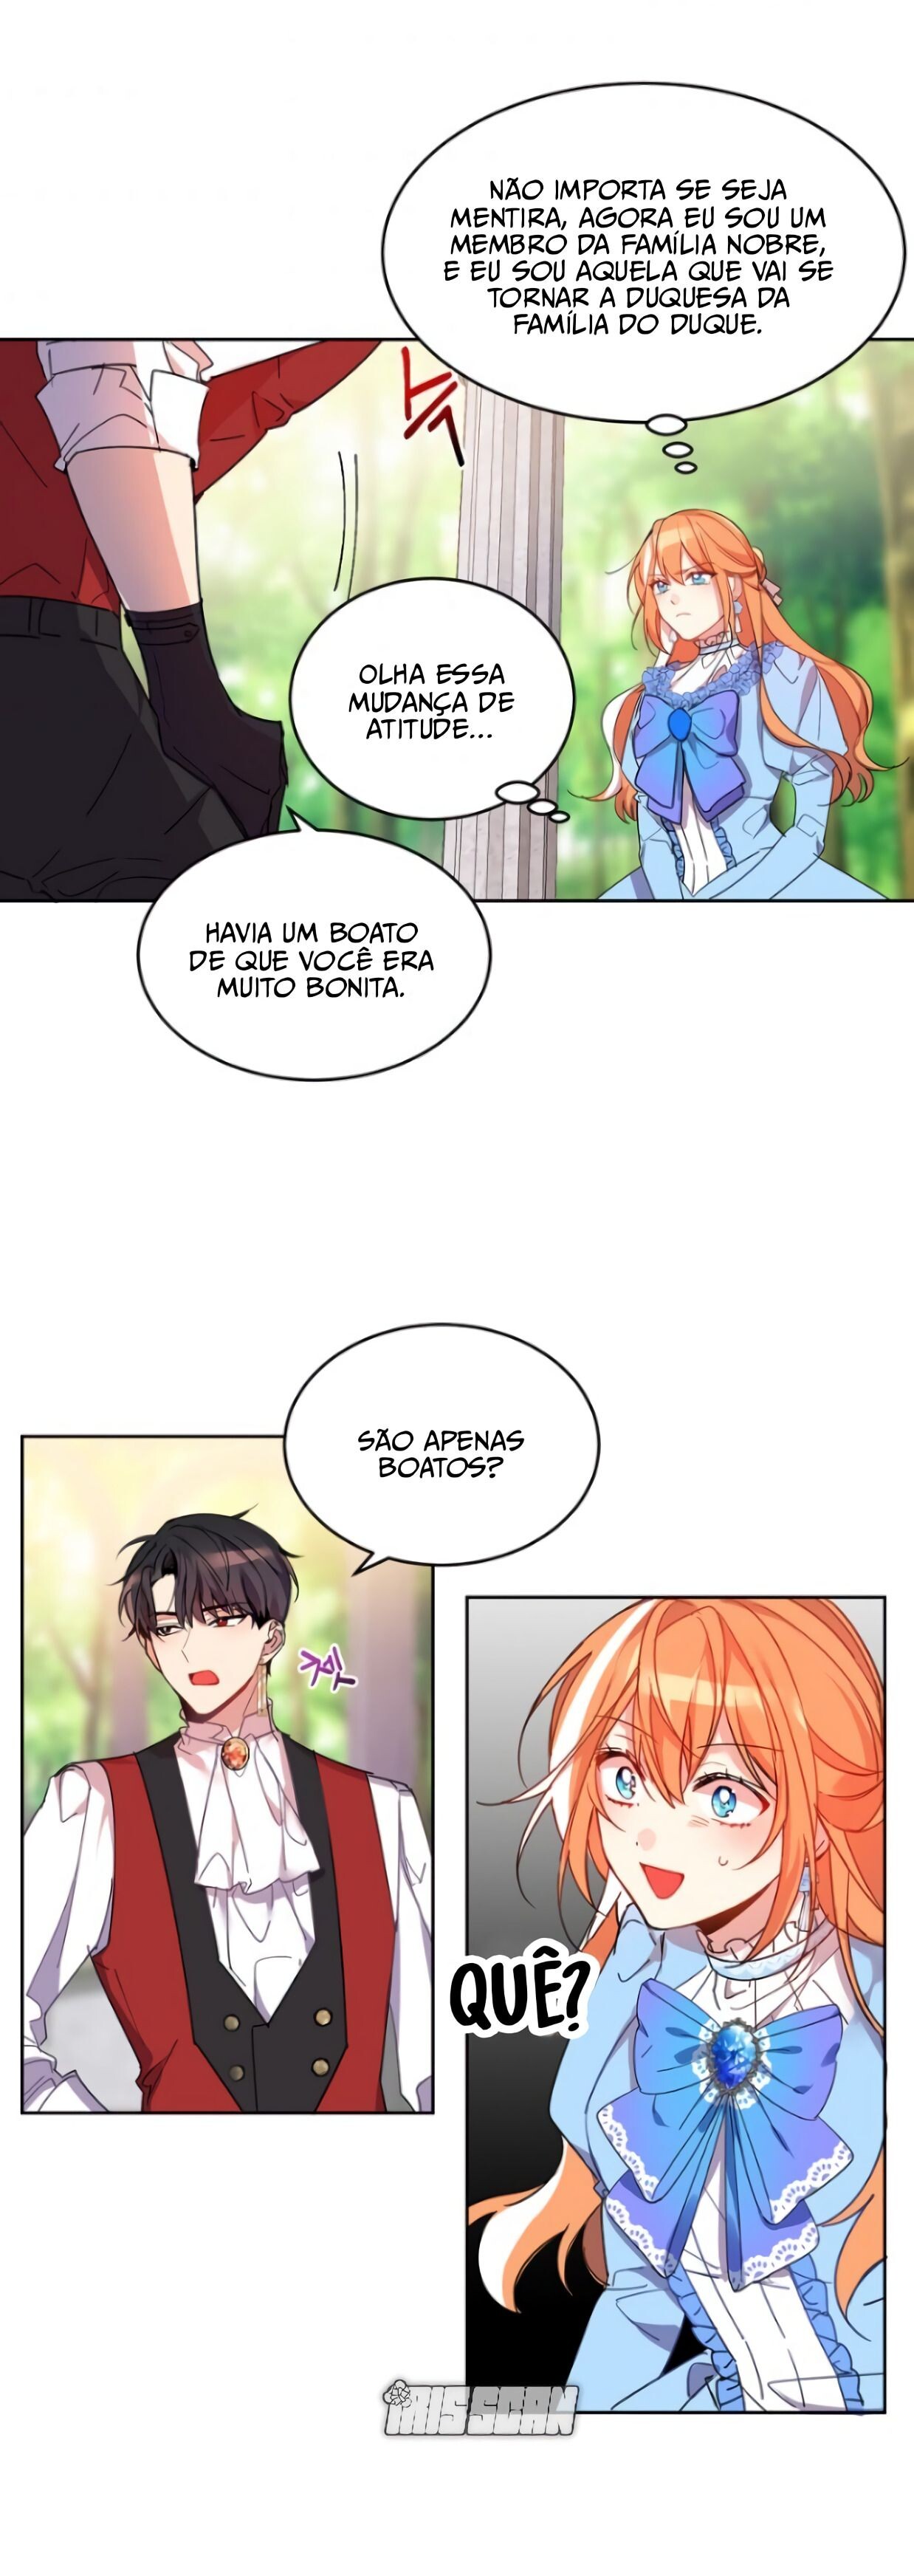 NÃO IMPORTA SE SEJA
MENTIRA, AGORA EU SOU UM
MEMBRO DA FAMÍLIA NOBRE,
E EU SOU AQUELA QUE VAI SE
TORNAR A DUQUESA DA
FAMÍLIA DO DUQUE.
OLHA ESSA
MUDANÇA DE
ATITUDE...
HAVIA UM BOATO
DE QUE VOCÊ ERA
MUITO BONITA.
SÃO APENAS
BOATOS?
QUÊ?
IRISSCAN